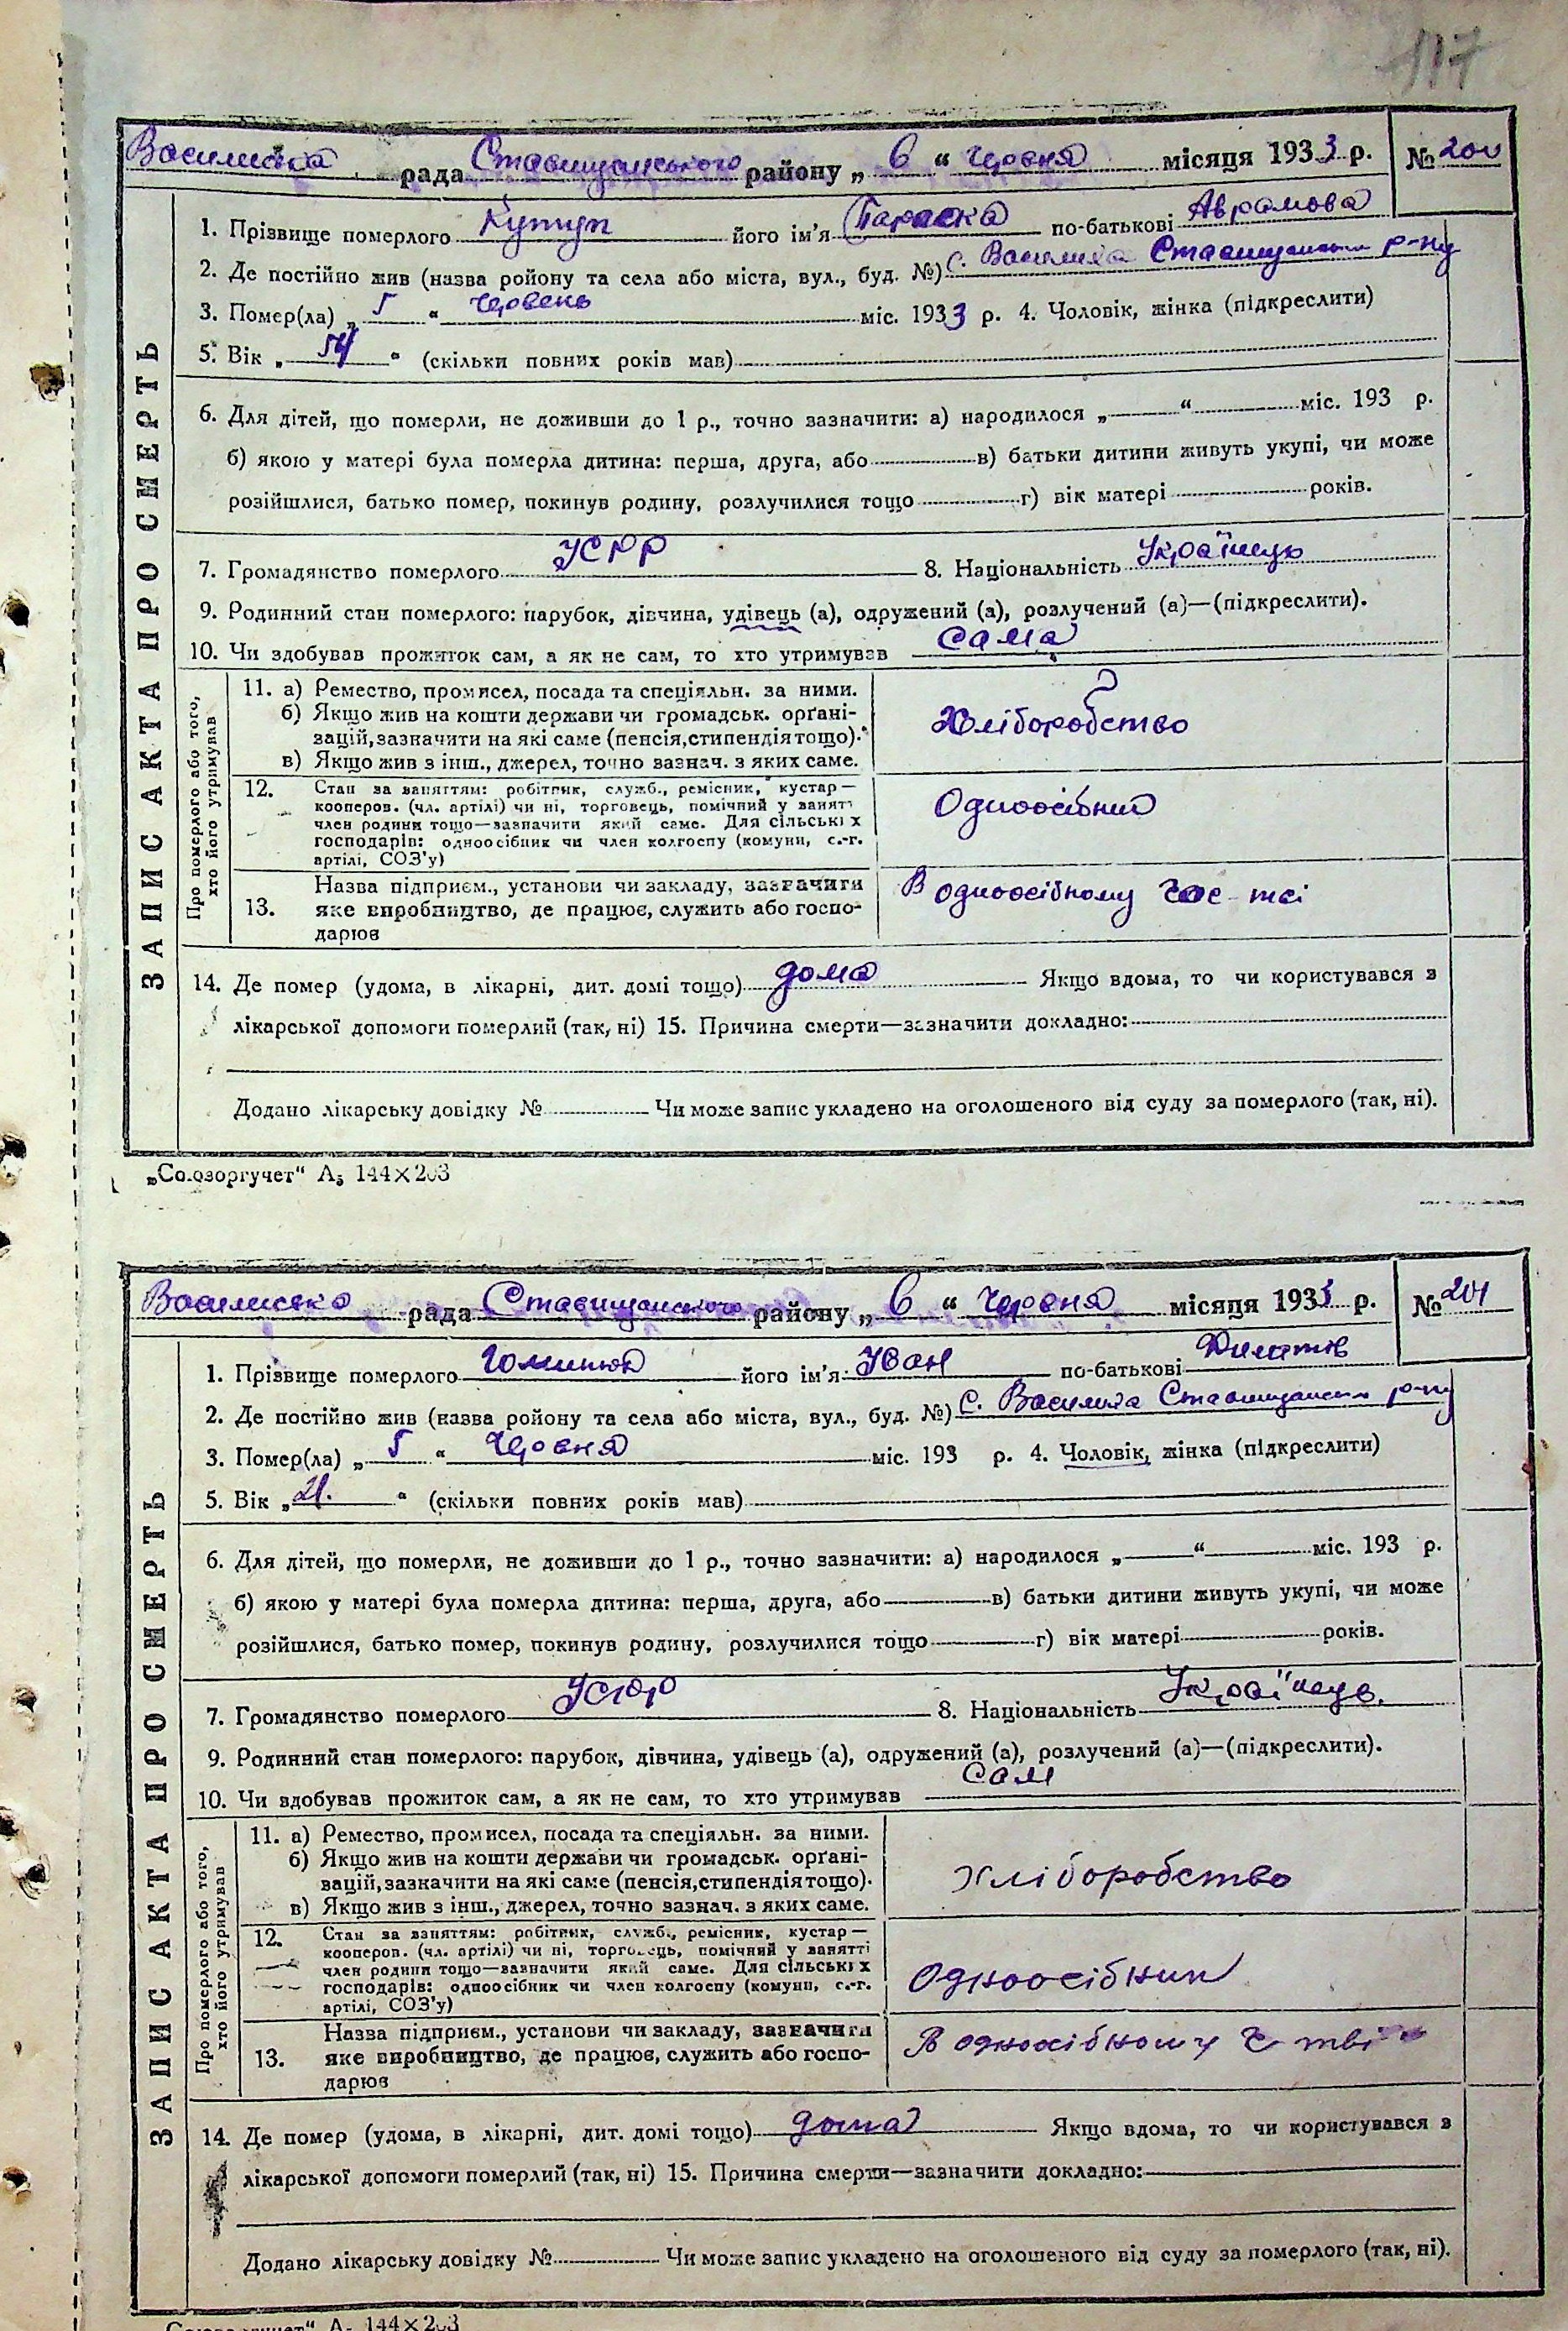 117
Василиska рада Ставищанського району „ 6 “ червня місяця 1933 р. № 200
1. Прізвище померлого Кутуп його ім'я Параска по-батькові Аврамова
2. Де постійно жив (назва ройону та села або міста, вул., буд. №) с. Василиха Ставищанськ р-ну
3. Помер(ла) „ 5 “ червень міс. 1933 р. 4. Чоловік, жінка (підкреслити)
5. Вік „ 54 “ (скільки повних років мав)
6. Для дітей, що померли, не доживши до 1 р., точно зазначити: а) народилося „ “ міс. 193 р.
б) якою у матері була померла дитина: перша, друга, або в) батьки дитини живуть укупі, чи може
розійшлися, батько помер, покинув родину, розлучилися тощо г) вік матері років.
7. Громадянство померлого УСРР 8. Національність
9. Родинний стан померлого: парубок, дівчина, удівець (а), одружений (а), розлучений (а)—(підкреслити).
10. Чи здобував прожиток сам, а як не сам, то хто утримував сама
ЗАПИС АКТА ПРО СМЕРТЬ
Про померлого або того, хто його утримував
11. а) Ремество, промисел, посада та спеціяльн. за ними.
б) Якщо жив на кошти держави чи громадськ. орґані-
зацій, зазначити на які саме (пенсія, стипендія тощо).
в) Якщо жив з інш., джерел, точно зазнач. з яких саме.
Хліборобство
12. Стан заваняттям: робітник, служб., ремісник, кустар—
кооперов. (чл. артілі) чи ні, торговець, помічний у ванятті
член родини тощо—зазначити який саме. Для сільських
господарів: одноосібник чи член колгоспу (комуни, с.-г.
артілі, СОЗ'у)
13. Назва підприєм., установи чи закладу, зазначити
яке виробництво, де працює, служить або госпо-
дарює
В одноосібному
14. Де помер (удома, в лікарні, дит. домі тощо) дома Якщо вдома, то чи користувався з
лікарської допомоги померлий (так, ні) 15. Причина смерти—зазначити докладно:
Додано лікарську довідку № Чи може запис укладено на оголошеного від суду за померлого (так, ні).
„Союзоргучет“ А₅ 144×203
рада Ставищанського району „ 6 “ червня місяця 1933 р. № 201
1. Прізвище померлого його ім'я Іван по-батькові
2. Де постійно жив (назва ройону та села або міста, вул., буд. №) с. Василиха Ставищанськ р-ну
3. Помер(ла) „ 5 “ червня міс. 193 р. 4. Чоловік, жінка (підкреслити)
5. Вік „ 21. “ (скільки повних років мав)
6. Для дітей, що померли, не доживши до 1 р., точно зазначити: а) народилося „ “ міс. 193 р.
б) якою у матері була померла дитина: перша, друга, або в) батьки дитини живуть укупі, чи може
розійшлися, батько помер, покинув родину, розлучилися тощо г) вік матері років.
7. Громадянство померлого УСРР 8. Національність Українець.
9. Родинний стан померлого: парубок, дівчина, удівець (а), одружений (а), розлучений (а)—(підкреслити).
10. Чи здобував прожиток сам, а як не сам, то хто утримував сам
ЗАПИС АКТА ПРО СМЕРТЬ
Про померлого або того, хто його утримував
11. а) Ремество, промисел, посада та спеціяльн. за ними.
б) Якщо жив на кошти держави чи громадськ. орґані-
зацій, зазначити на які саме (пенсія, стипендія тощо).
в) Якщо жив з інш., джерел, точно зазнач. з яких саме.
Хліборобство
12. Стан за ваняттям: робітник, служб., ремісник, кустар—
кооперов. (чл. артілі) чи ні, торговець, помічний у ванятті
член родини тощо—зазначити який саме. Для сільських
господарів: одноосібник чи член колгоспу (комуни, с.-г.
артілі, СОЗ'у)
Одноосібник
13. Назва підприєм., установи чи закладу, зазначити
яке виробництво, де працює, служить або госпо-
дарює
В одноосібному
14. Де помер (удома, в лікарні, дит. домі тощо) дома Якщо вдома, то чи користувався з
лікарської допомоги померлий (так, ні) 15. Причина смерти—зазначити докладно:
Додано лікарську довідку № Чи може запис укладено на оголошеного від суду за померлого (так, ні).
„Союзоргучет“ А₅ 144×203